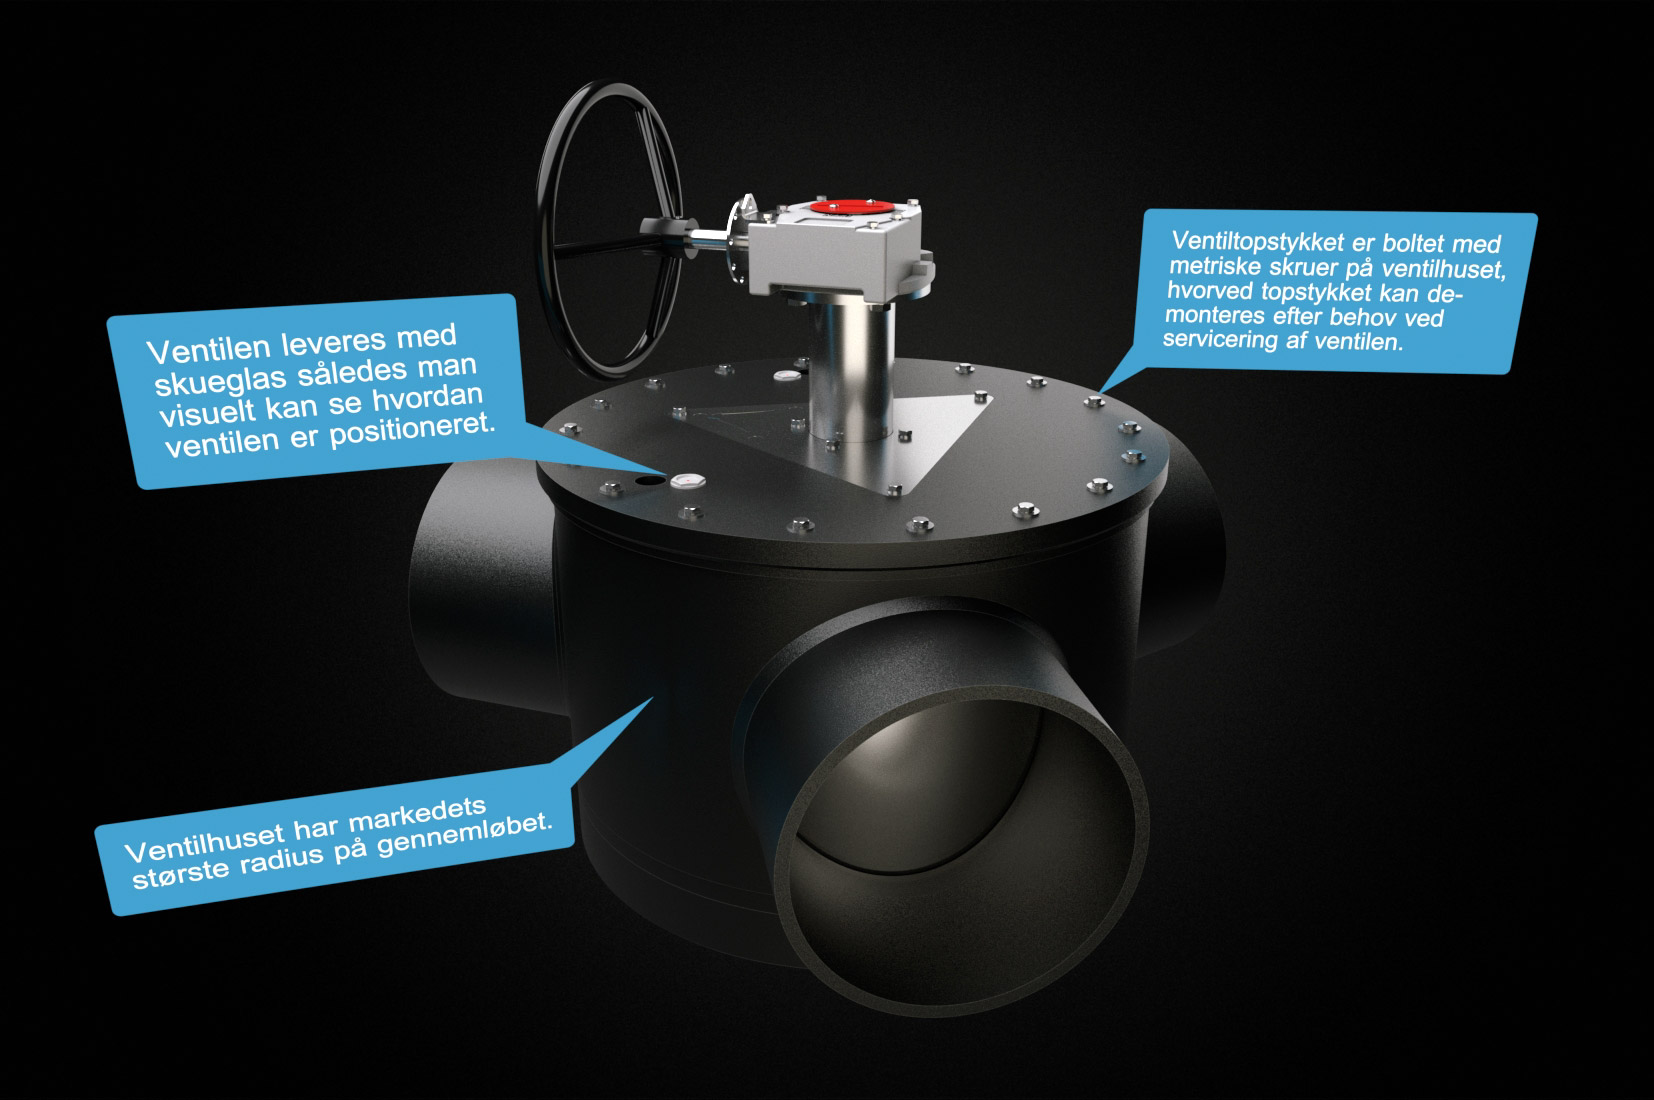 Ventilen leveres med
skueglas således man
visuelt kan se hvordan
ventilen er positioneret.
Ventiltopstykket er boltet med
metriske skruer på ventilhuset,
hvorved topstykket kan de-
monteres efter behov ved
servicering af ventilen.
Ventilhuset har markedets
største radius på gennemløbet.